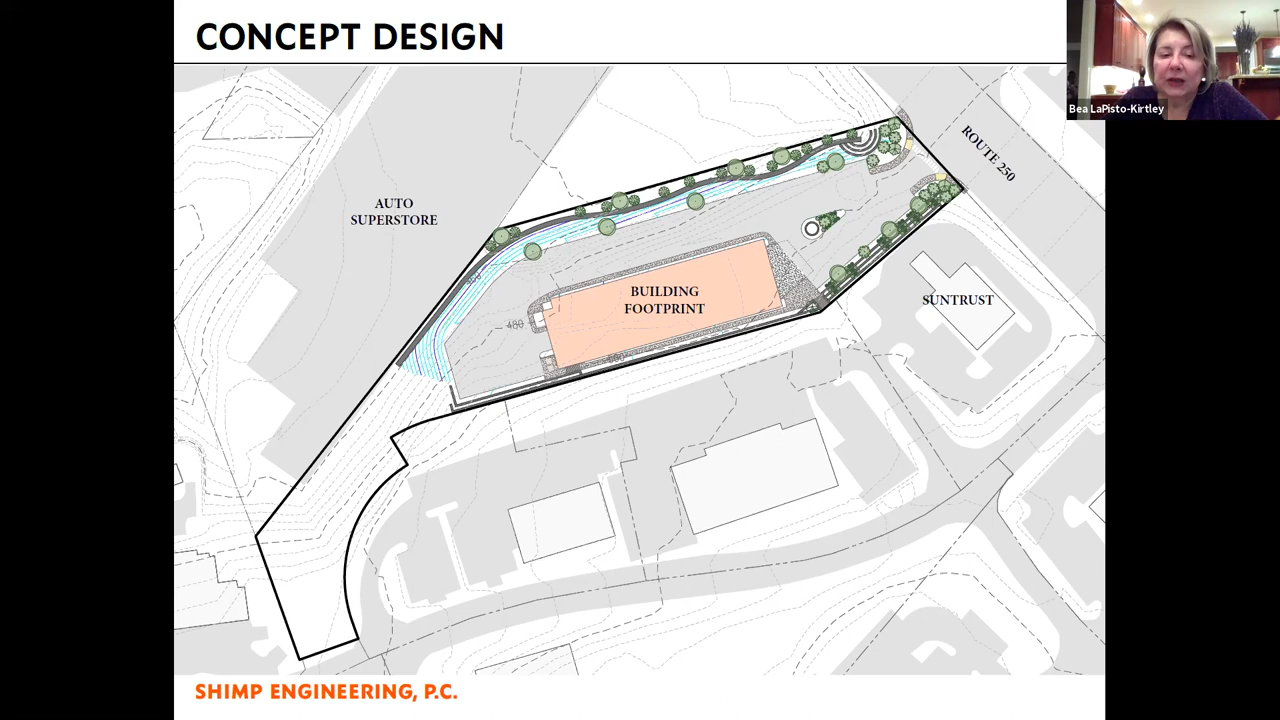 CONCEPT DESIGN
Bea LaPisto-Kirtley
ROUTE 250
AUTO
SUPERSTORE
BUILDING
FOOTPRINT
SUNTRUST
480
SHIMP ENGINEERING, P.C.